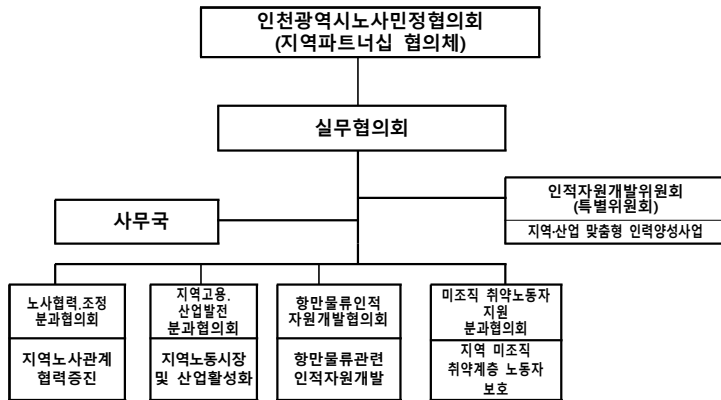 인천광역시노사민정협의회
(지역파트너십 협의체)
실무협의회
사무국
인적자원개발위원회
(특별위원회)
지역·산업 맞춤형 인력양성사업
노사협력.조정
분과협의회
지역노사관계
협력증진
지역고용.
산업발전
분과협의회
지역노동시장
및 산업활성화
항만물류인적
자원개발협의회
항만물류관련
인적자원개발
미조직 취약노동자
지원
분과협의회
지역 미조직
취약계층 노동자
보호